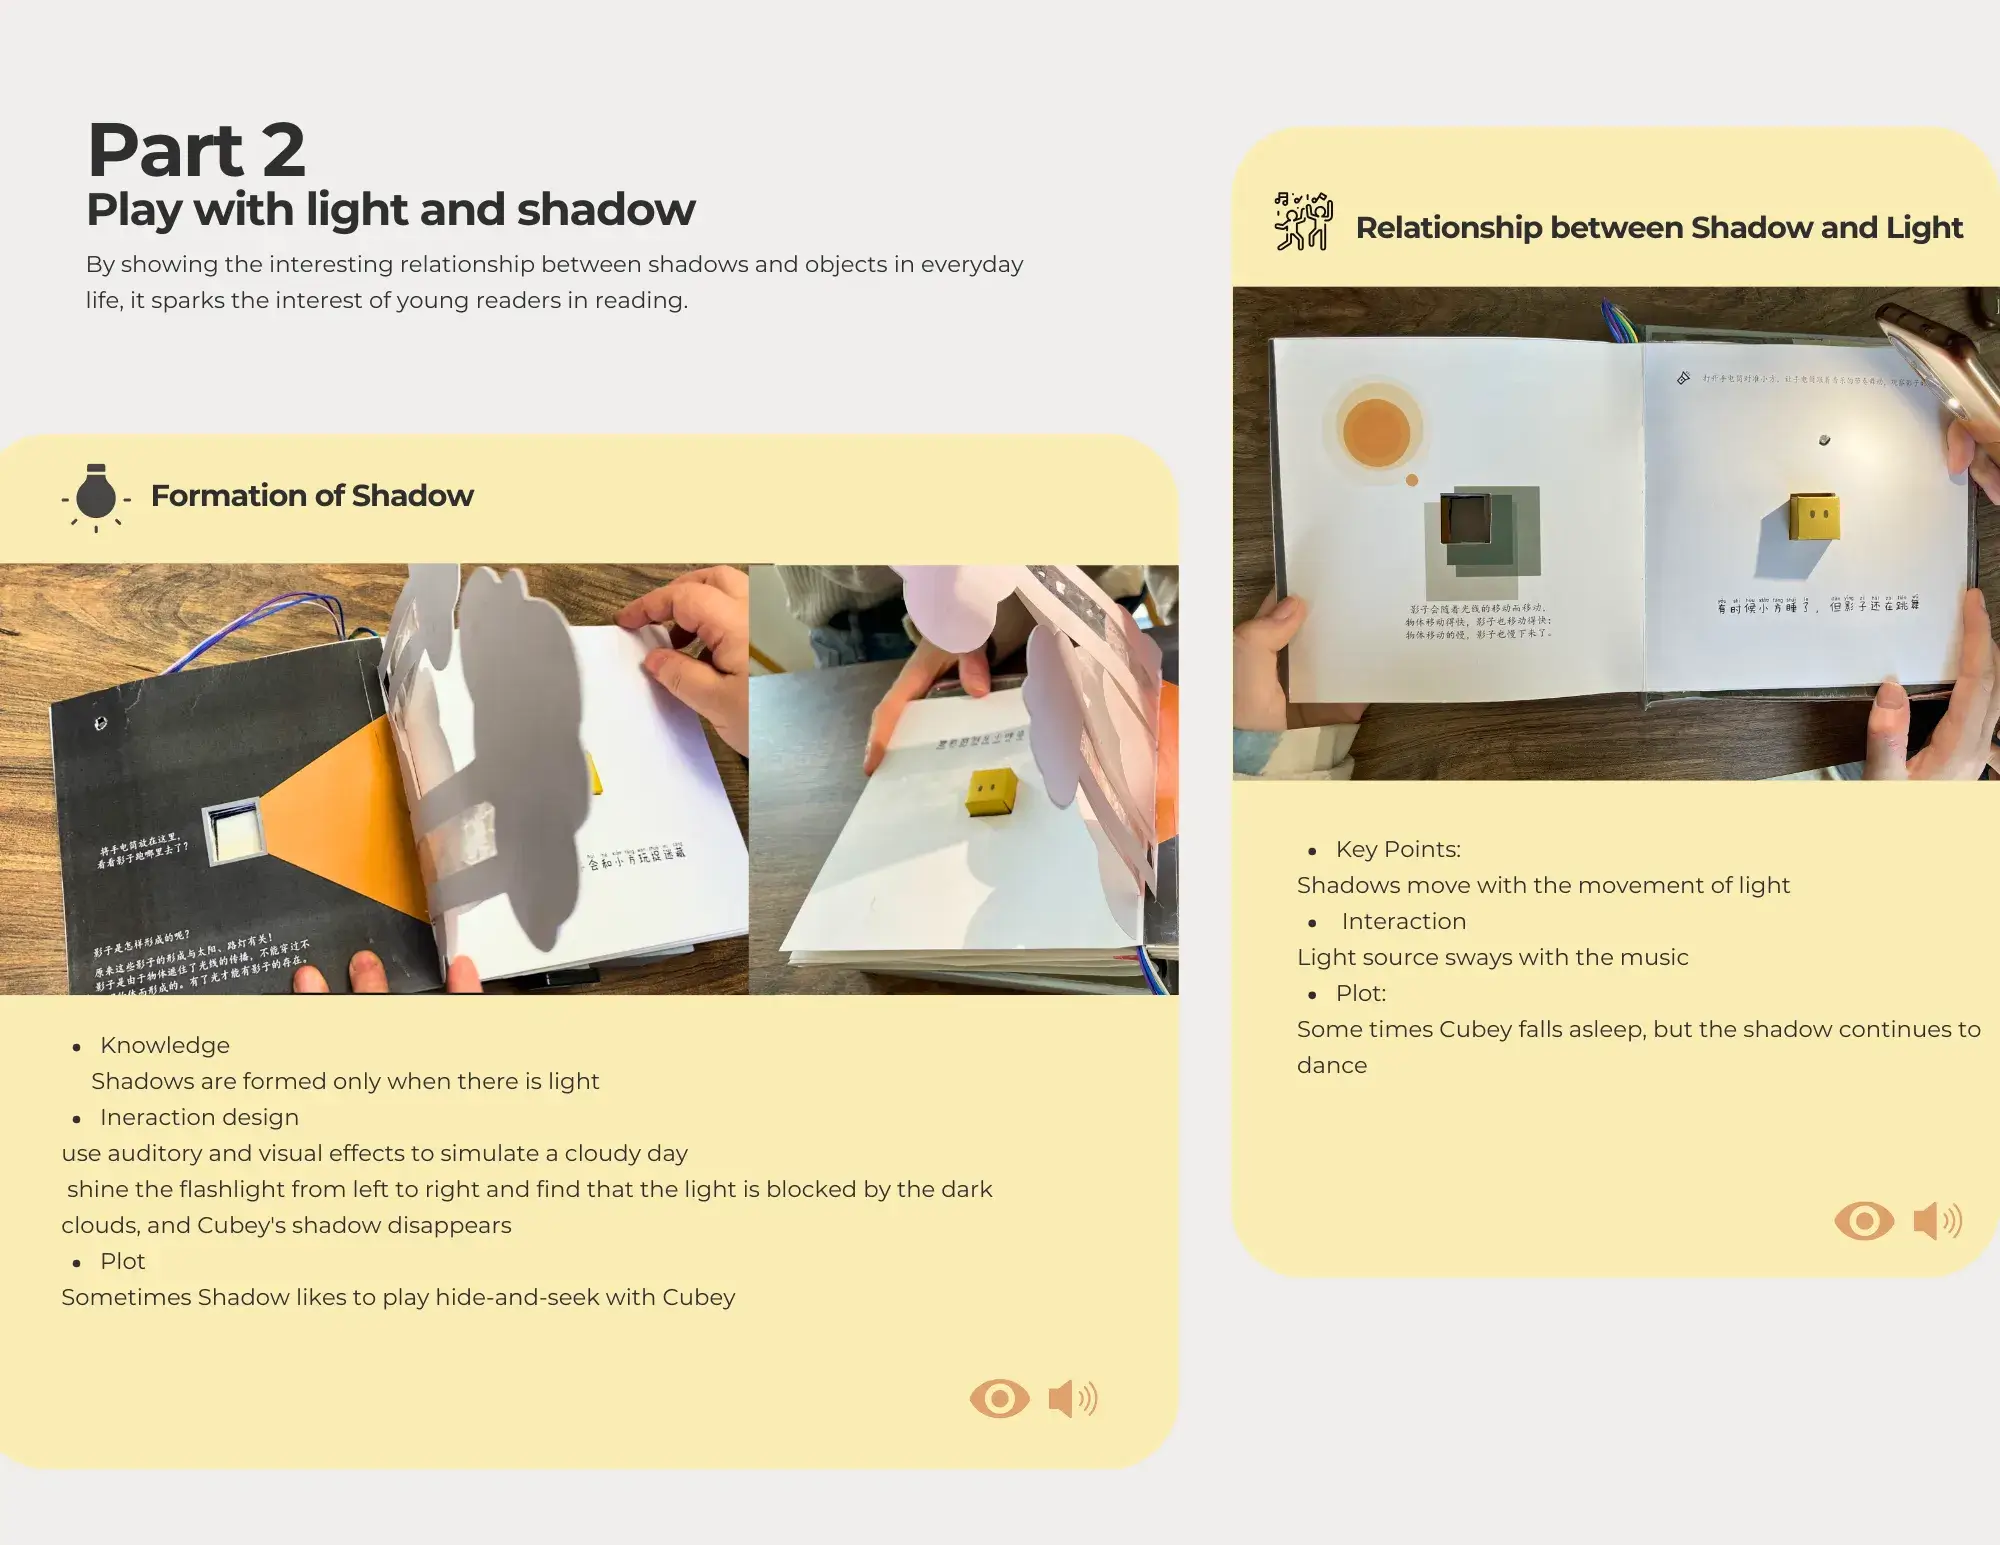 Part 2
Play with light and shadow
By showing the interesting relationship between shadows and objects in everyday
life, it sparks the interest of young readers in reading.
Formation of Shadow
将手电筒放在这里,
看看影子跑哪里去了?
影子是怎样形成的呢?
原来这些影子的形成与太阳、路灯有关!
影子是由于物体遮住了光线的传播, 不能穿过不
而形成的。有了光才能有影子的存在。
会和小方玩捉迷藏
• Knowledge
Shadows are formed only when there is light
• Ineraction design
use auditory and visual effects to simulate a cloudy day
shine the flashlight from left to right and find that the light is blocked by the dark
clouds, and Cubey's shadow disappears
• Plot
Sometimes Shadow likes to play hide-and-seek with Cubey
Relationship between Shadow and Light
打开手电筒对准小方,
影子会随着光线的移动而移动,
物体移动得快, 影子也移动得快;
物体移动的慢, 影子也慢下来了。
有时候小方睡了, 但影子还在跳舞
• Key Points:
Shadows move with the movement of light
• Interaction
Light source sways with the music
• Plot:
Some times Cubey falls asleep, but the shadow continues to
dance